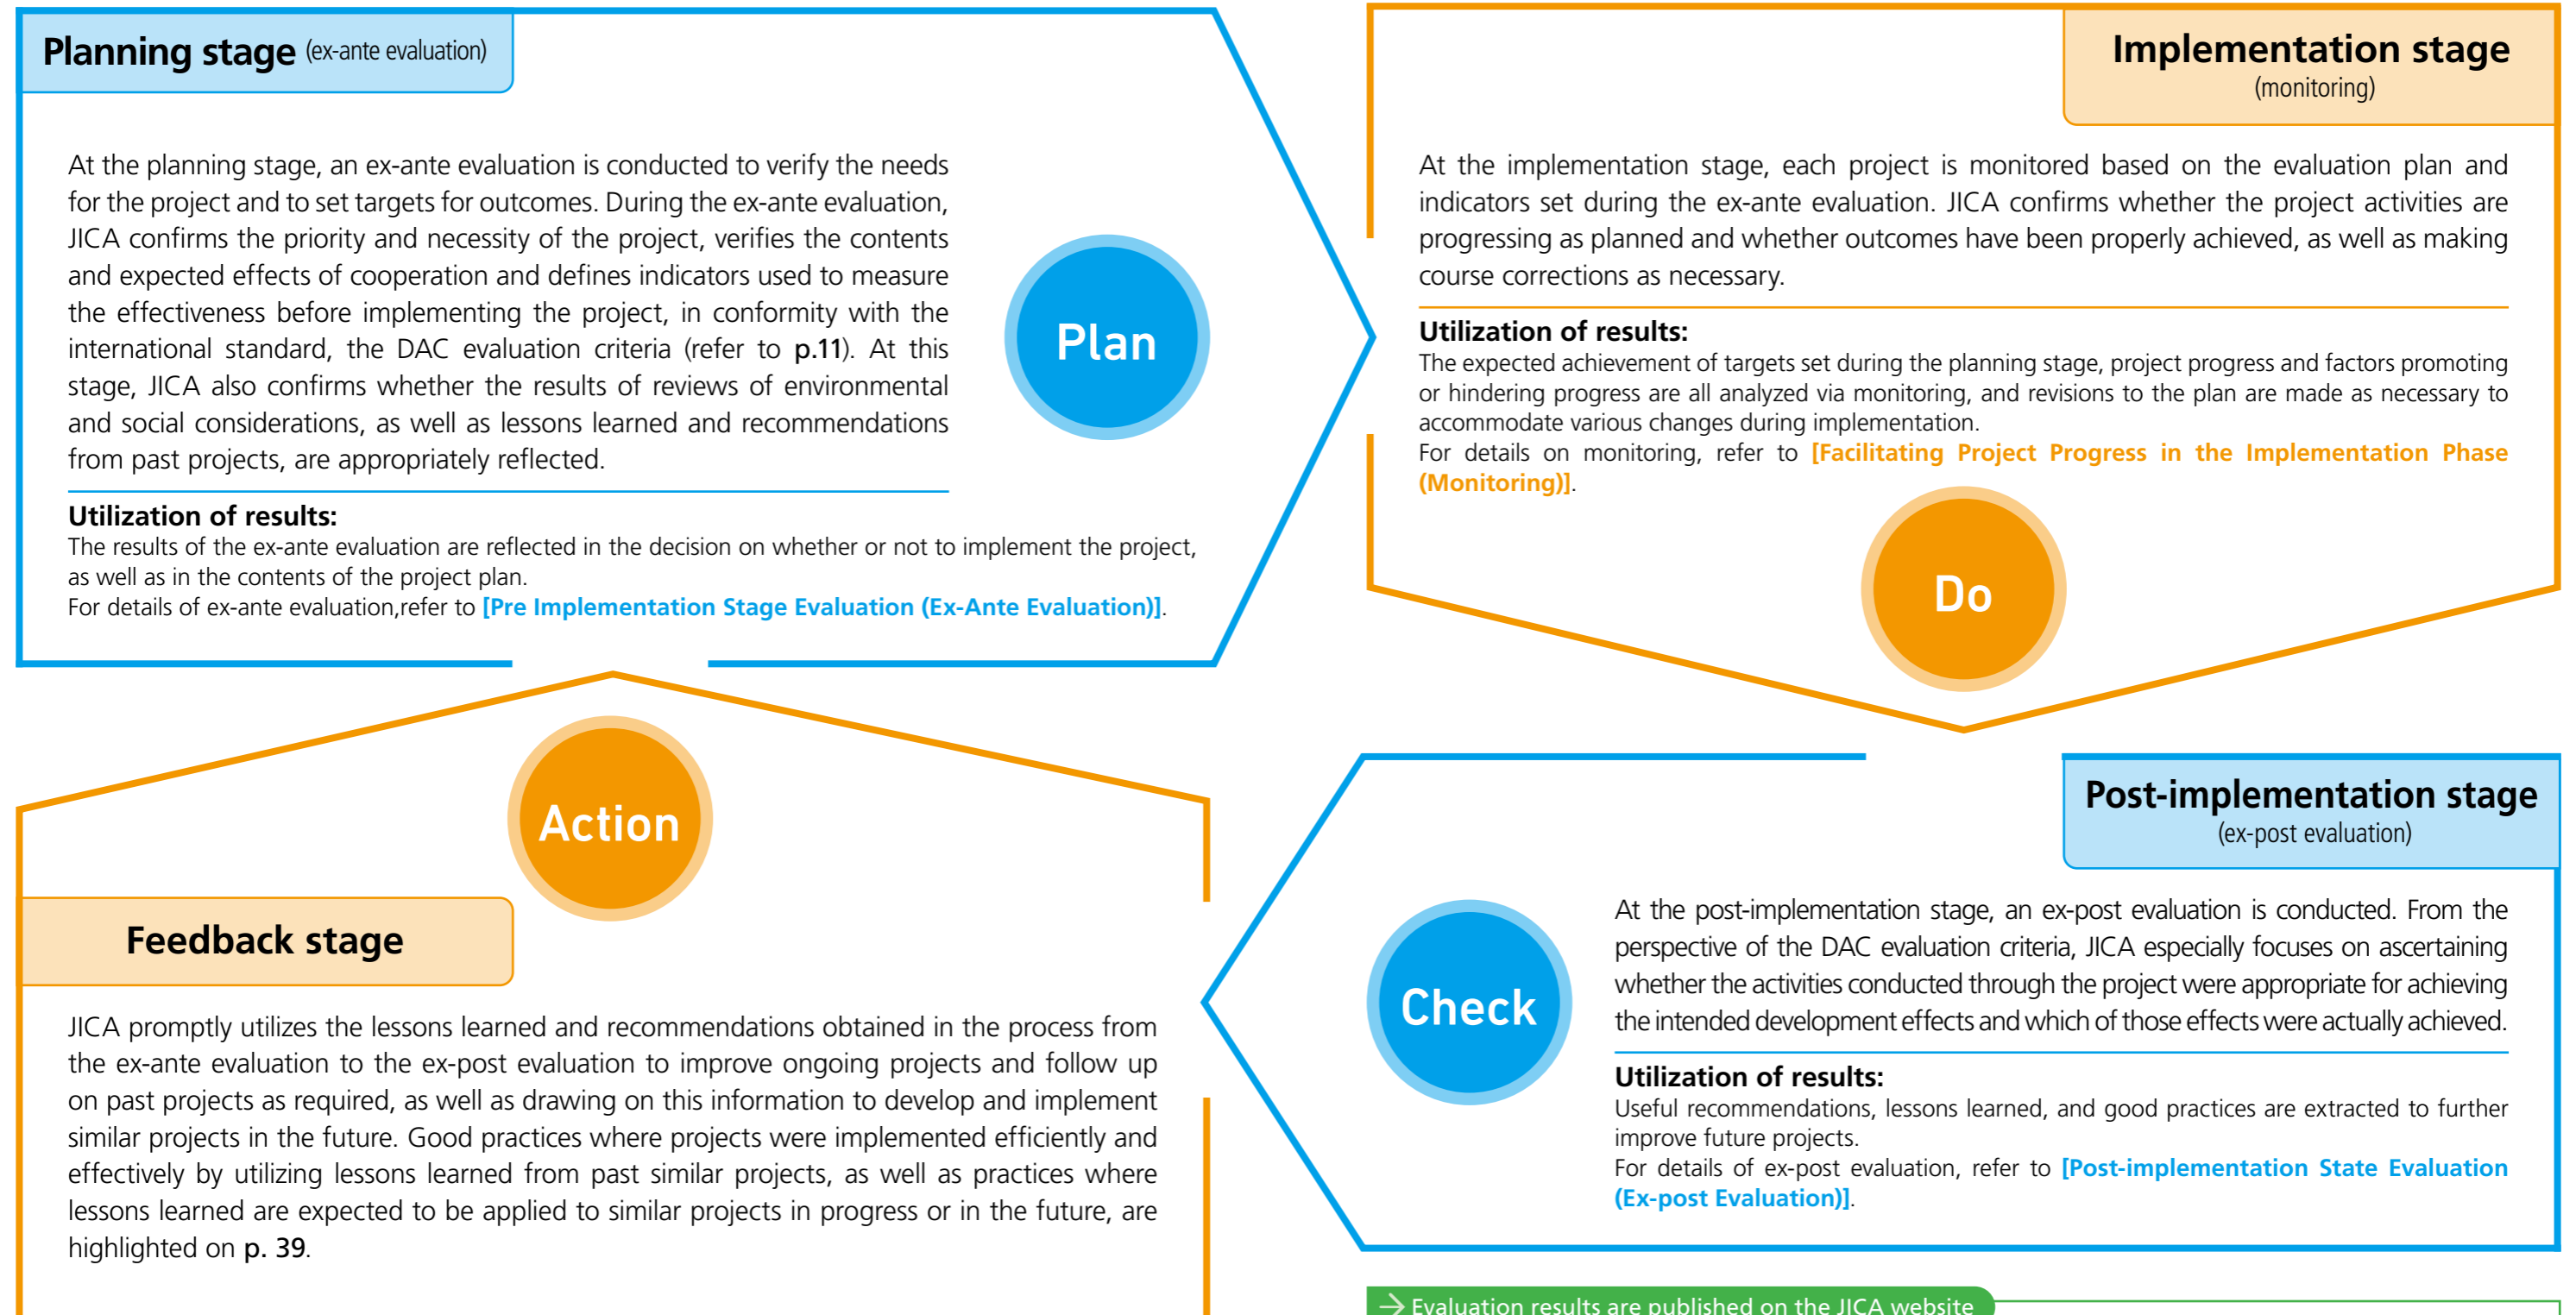 Planning stage (ex-ante evaluation)
At the planning stage, an ex-ante evaluation is conducted to verify the needs
for the project and to set targets for outcomes. During the ex-ante evaluation,
JICA confirms the priority and necessity of the project, verifies the contents
and expected effects of cooperation and defines indicators used to measure
the effectiveness before implementing the project, in conformity with the
international standard, the DAC evaluation criteria (refer to p.11). At this
stage, JICA also confirms whether the results of reviews of environmental
and social considerations, as well as lessons learned and recommendations
from past projects, are appropriately reflected.
Utilization of results:
The results of the ex-ante evaluation are reflected in the decision on whether or not to implement the project,
as well as in the contents of the project plan.
For details of ex-ante evaluation,refer to [Pre Implementation Stage Evaluation (Ex-Ante Evaluation)].
Plan
Implementation stage
(monitoring)
At the implementation stage, each project is monitored based on the evaluation plan and
indicators set during the ex-ante evaluation. JICA confirms whether the project activities are
progressing as planned and whether outcomes have been properly achieved, as well as making
course corrections as necessary.
Utilization of results:
The expected achievement of targets set during the planning stage, project progress and factors promoting
or hindering progress are all analyzed via monitoring, and revisions to the plan are made as necessary to
accommodate various changes during implementation.
For details on monitoring, refer to [Facilitating Project Progress in the Implementation Phase
(Monitoring)].
Do
Post-implementation stage
(ex-post evaluation)
Check
At the post-implementation stage, an ex-post evaluation is conducted. From the
perspective of the DAC evaluation criteria, JICA especially focuses on ascertaining
whether the activities conducted through the project were appropriate for achieving
the intended development effects and which of those effects were actually achieved.
Utilization of results:
Useful recommendations, lessons learned, and good practices are extracted to further
improve future projects.
For details of ex-post evaluation, refer to [Post-implementation State Evaluation
(Ex-post Evaluation)].
Action
Feedback stage
JICA promptly utilizes the lessons learned and recommendations obtained in the process from
the ex-ante evaluation to the ex-post evaluation to improve ongoing projects and follow up
on past projects as required, as well as drawing on this information to develop and implement
similar projects in the future. Good practices where projects were implemented efficiently and
effectively by utilizing lessons learned from past similar projects, as well as practices where
lessons learned are expected to be applied to similar projects in progress or in the future, are
highlighted on p. 39.
→ Evaluation results are published on the JICA website